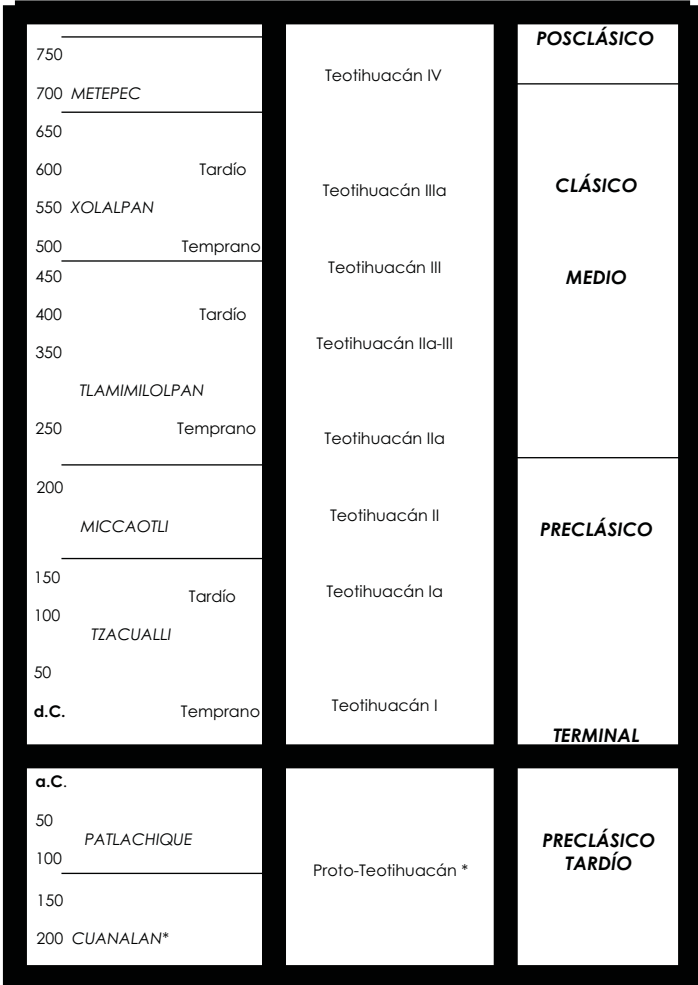 POSCLÁSICO
750
Teotihuacán IV
700 METEPEC
650
600 Tardío
CLÁSICO
Teotihuacán IIIa
550 XOLALPAN
500 Temprano
Teotihuacán III
450
MEDIO
400 Tardío
Teotihuacán IIa-III
350
TLAMIMILOLPAN
250 Temprano
Teotihuacán IIa
200
Teotihuacán II
MICCAOTLI
PRECLÁSICO
150
Teotihuacán Ia
Tardío
100
TZACUALLI
50
Teotihuacán I
d.C. Temprano
TERMINAL
a.C.
50
PATLACHIQUE
PRECLÁSICO
TARDÍO
100
Proto-Teotihuacán *
150
200 CUANALAN*